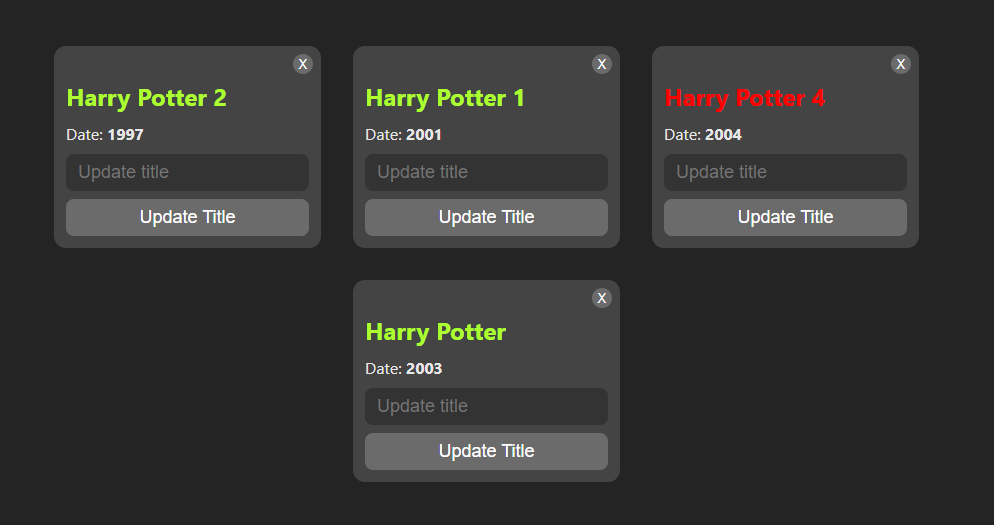 X
Harry Potter 2
Date: 1997
Update title
Update Title
X
Harry Potter 1
Date: 2001
Update title
Update Title
X
Harry Potter 4
Date: 2004
Update title
Update Title
X
Harry Potter
Date: 2003
Update title
Update Title